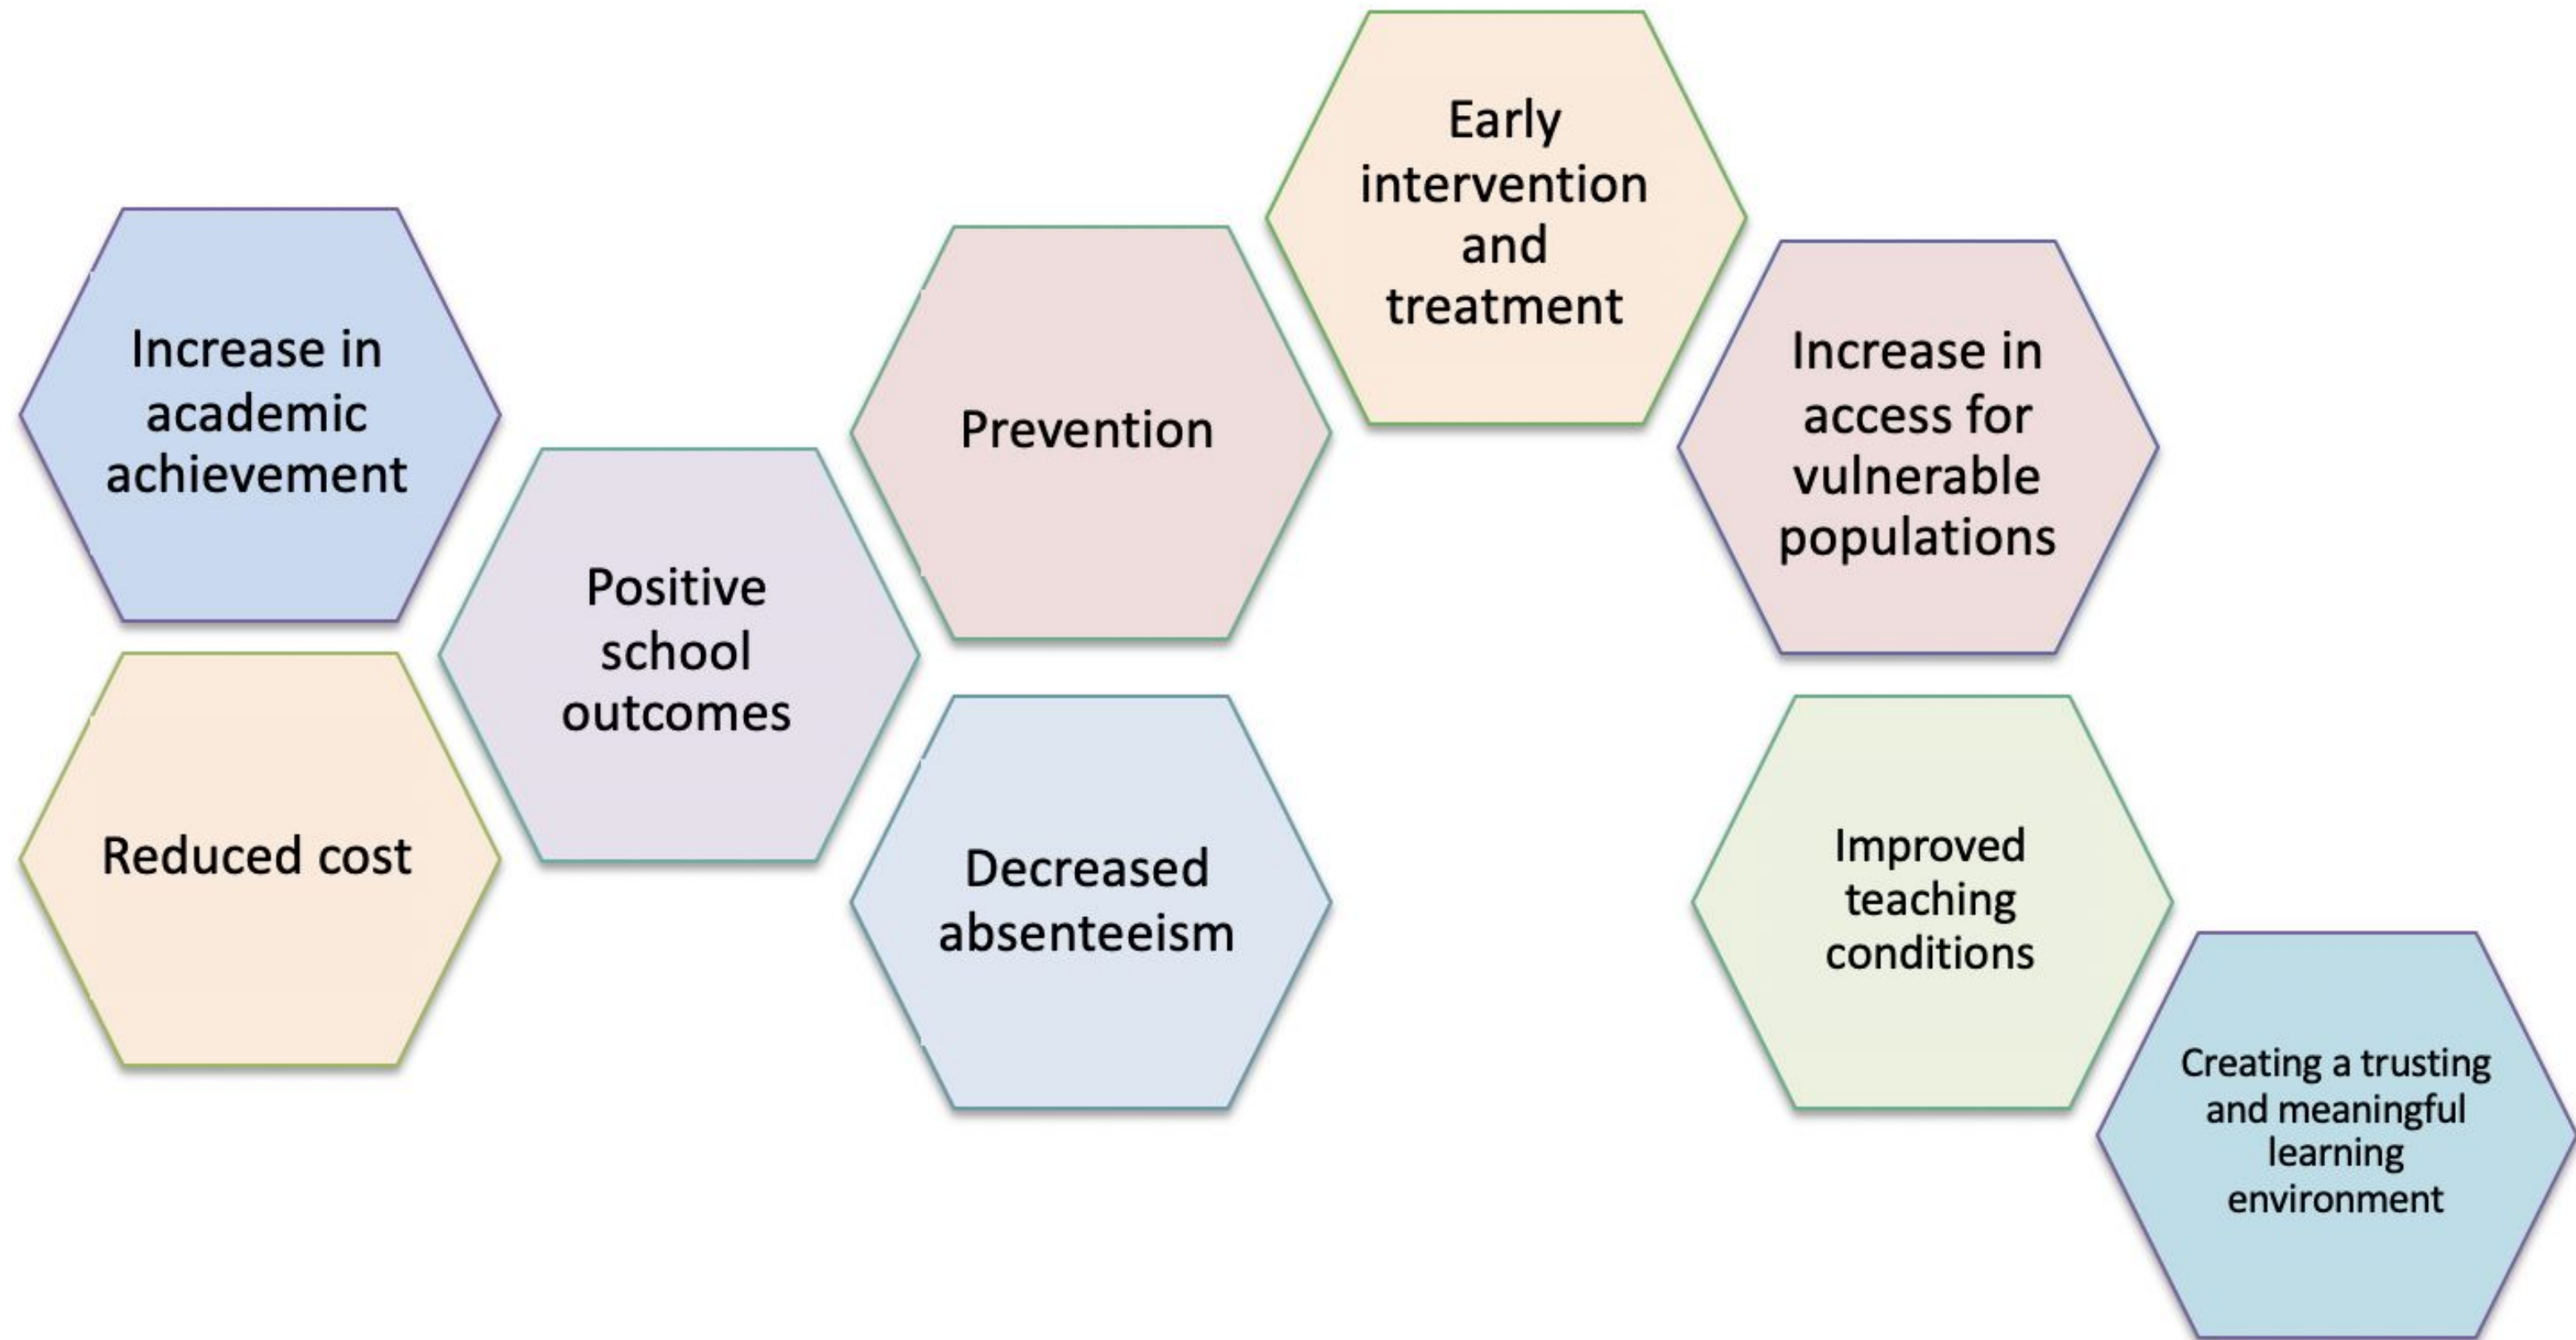 Increase in
academic
achievement
Reduced cost
Positive
school
outcomes
Prevention
Decreased
absenteeism
Early
intervention
and
treatment
Increase in
access for
vulnerable
populations
Improved
teaching
conditions
Creating a trusting
and meaningful
learning
environment